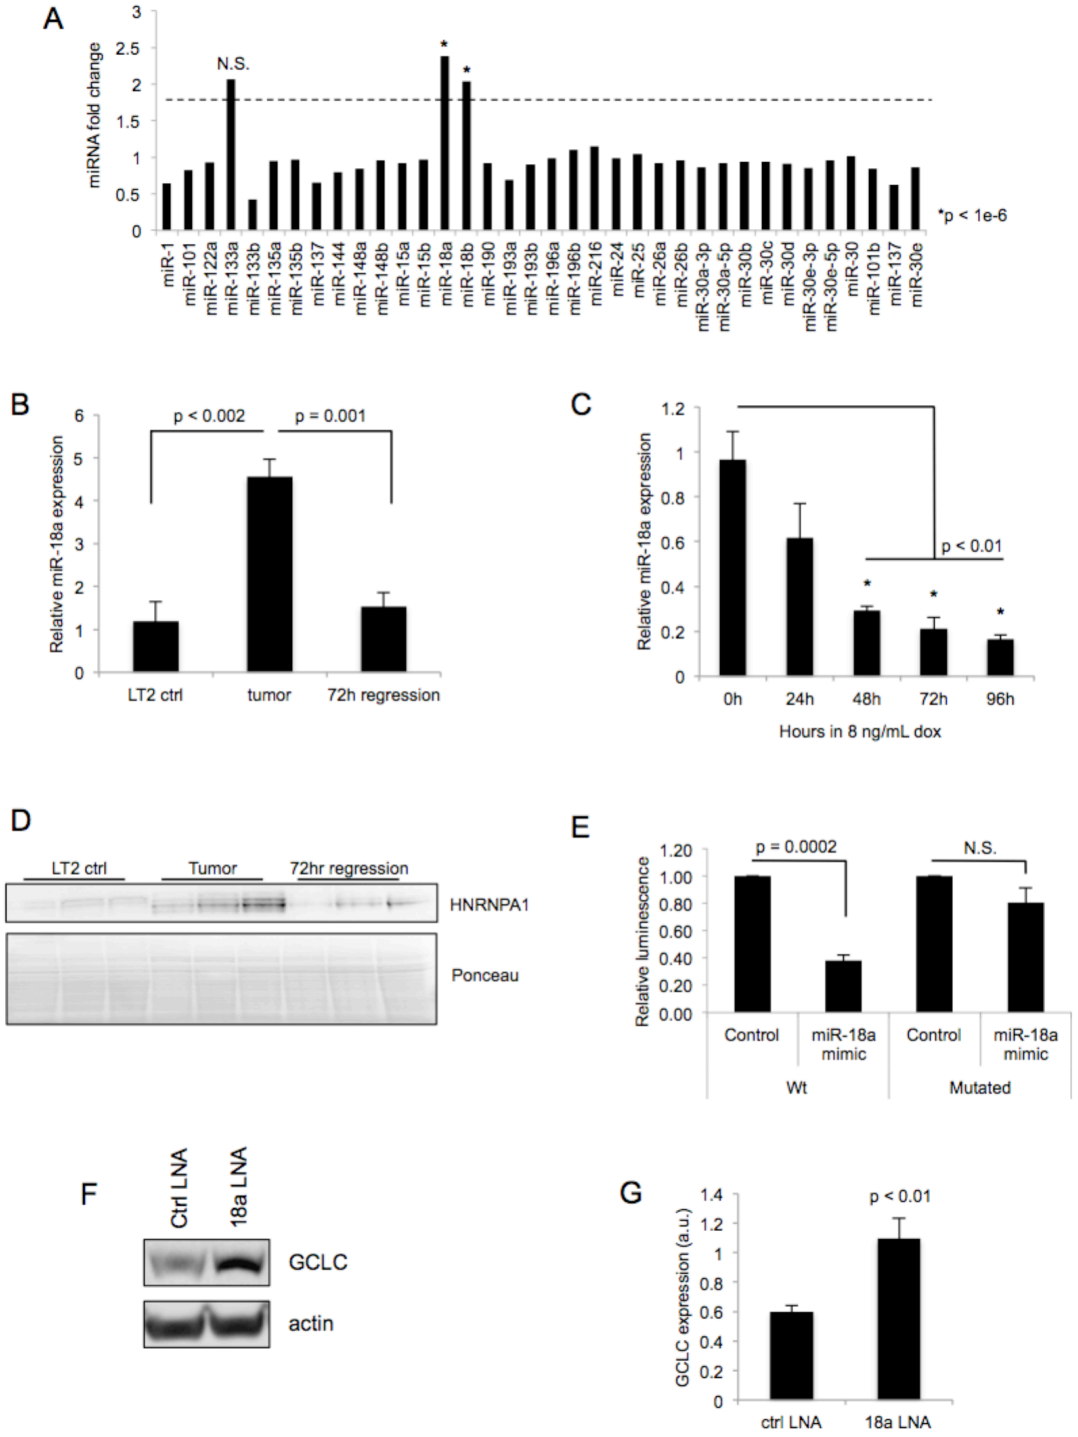 A
3
2.5
2
1.5
1
0.5
0
miRNA fold change
N.S.
*
*
*p < 1e-6
miR-1
miR-101
miR-122a
miR-133a
miR-133b
miR-135a
miR-135b
miR-137
miR-144
miR-148a
miR-148b
miR-15a
miR-15b
miR-18a
miR-18b
miR-190
miR-193a
miR-193b
miR-196a
miR-196b
miR-216
miR-24
miR-25
miR-26a
miR-26b
miR-30a-3p
miR-30a-5p
miR-30b
miR-30c
miR-30d
miR-30e-3p
miR-30e-5p
miR-30
miR-101b
miR-137
miR-30e
B
6
5
4
3
2
1
0
Relative miR-18a expression
p < 0.002
p = 0.001
LT2 ctrl
tumor
72h regression
C
1.2
1
0.8
0.6
0.4
0.2
0
Relative miR-18a expression
p < 0.01
*
*
*
0h
24h
48h
72h
96h
Hours in 8 ng/mL dox
D
LT2 ctrl
Tumor
72hr regression
HNRNPA1
Ponceau
E
1.20
1.00
0.80
0.60
0.40
0.20
0.00
Relative luminescence
p = 0.0002
N.S.
Control
miR-18a
mimic
Control
miR-18a
mimic
Wt
Mutated
F
Ctrl LNA
18a LNA
GCLC
actin
G
1.4
1.2
1
0.8
0.6
0.4
0.2
0
GCLC expression (a.u.)
p < 0.01
ctrl LNA
18a LNA